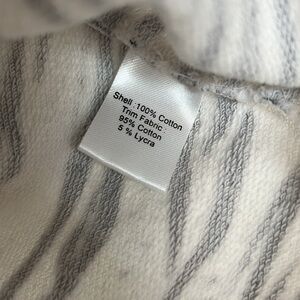 Shell :100% Cotton
Trim Fabric
95% Cotton
5 % Lycra